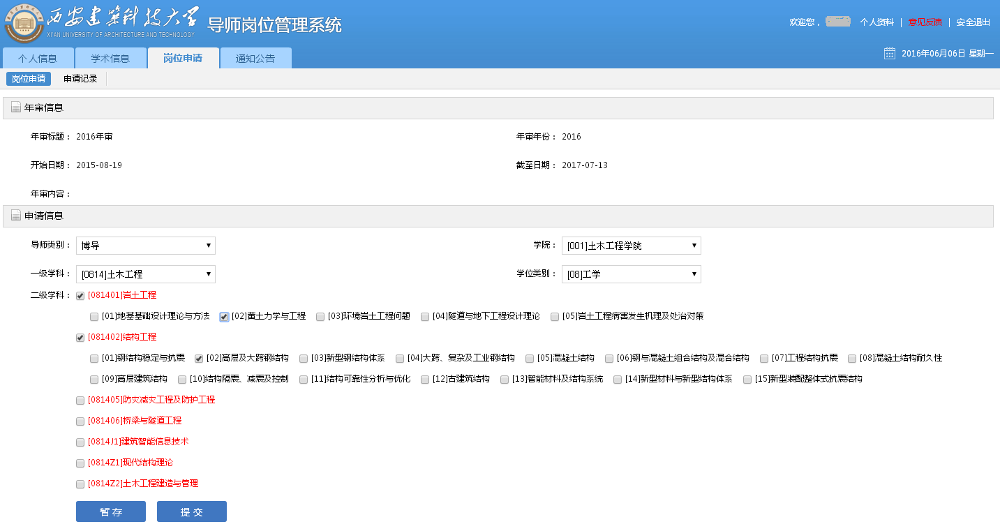 西安建筑科技大学 导师岗位管理系统
XI'AN UNIVERSITY OF ARCHITECTURE AND TECHNOLOGY
欢迎您， 个人资料 | 意见反馈 | 安全退出
个人信息 学术信息 岗位申请 通知公告
2016年06月06日 星期一
岗位申请 申请记录
年审信息
年审标题： 2016年审 年审年份： 2016
开始日期： 2015-08-19 截至日期： 2017-07-13
年审内容：
申请信息
导师类别： 博导 学院： [001]土木工程学院
一级学科： [0814]土木工程 学位类别： [08]工学
二级学科： [081401]岩土工程
[01]地基基础设计理论与方法 [02]黄土力学与工程 [03]环境岩土工程问题 [04]隧道与地下工程设计理论 [05]岩土工程病害发生机理及处治对策
[081402]结构工程
[01]钢结构稳定与抗震 [02]高层及大跨钢结构 [03]新型钢结构体系 [04]大跨、复杂及工业钢结构 [05]混凝土结构 [06]钢与混凝土组合结构及混合结构 [07]工程结构抗震 [08]混凝土结构耐久性
[09]高层建筑结构 [10]结构隔震、减震及控制 [11]结构可靠性分析与优化 [12]古建筑结构 [13]智能材料及结构系统 [14]新型材料与新型结构体系 [15]新型装配整体式抗震结构
[081405]防灾减灾工程及防护工程
[081406]桥梁与隧道工程
[0814J1]建筑智能信息技术
[0814Z1]现代结构理论
[0814Z2]土木工程建造与管理
暂存 提交